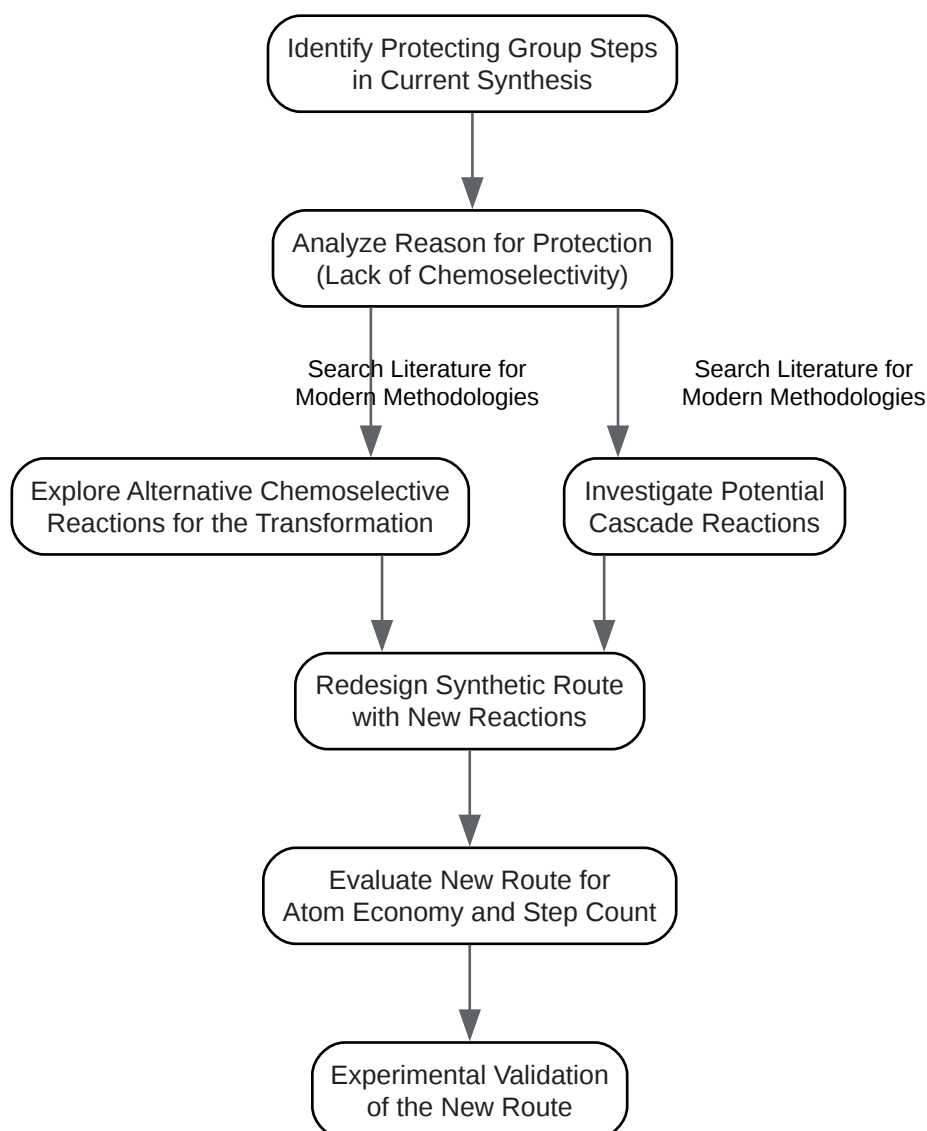 Identify Protecting Group Steps
in Current Synthesis
Analyze Reason for Protection
(Lack of Chemoselectivity)
Search Literature for
Modern Methodologies
Search Literature for
Modern Methodologies
Explore Alternative Chemoselective
Reactions for the Transformation
Investigate Potential
Cascade Reactions
Redesign Synthetic Route
with New Reactions
Evaluate New Route for
Atom Economy and Step Count
Experimental Validation
of the New Route